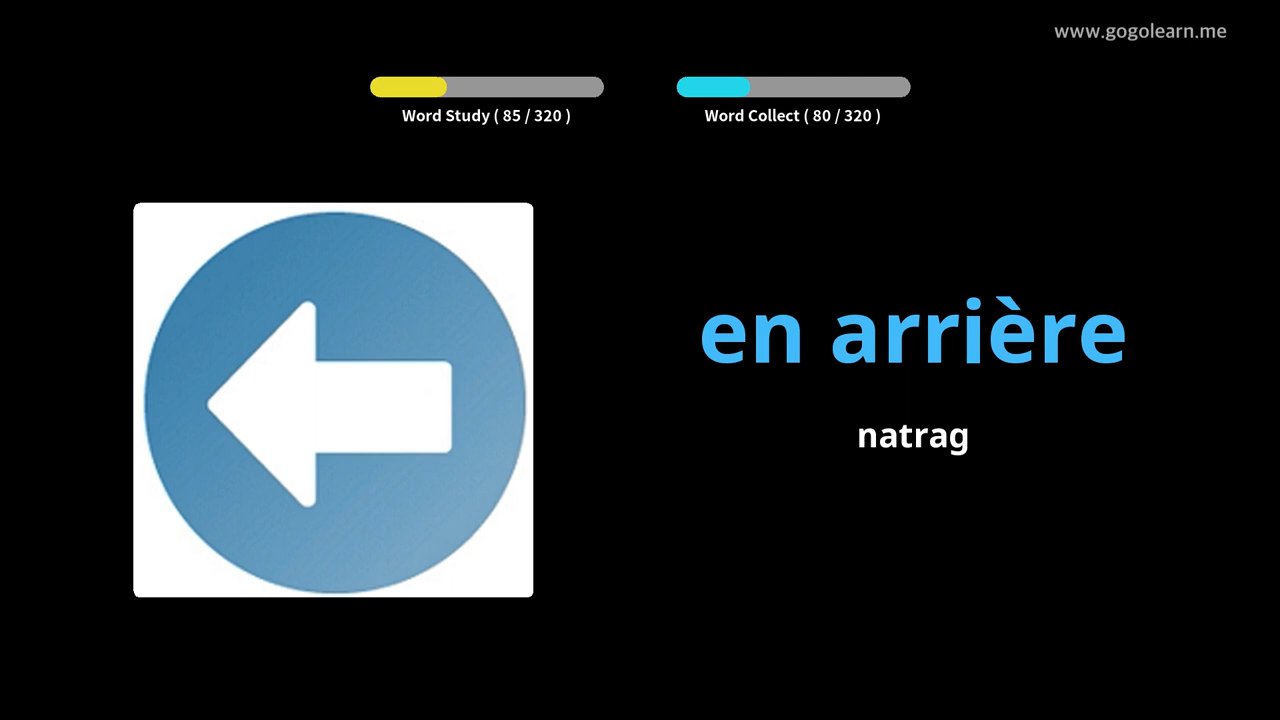 www.gogolearn.me
Word Study ( 85 / 320 )
Word Collect ( 80 / 320 )
en arrière
natrag